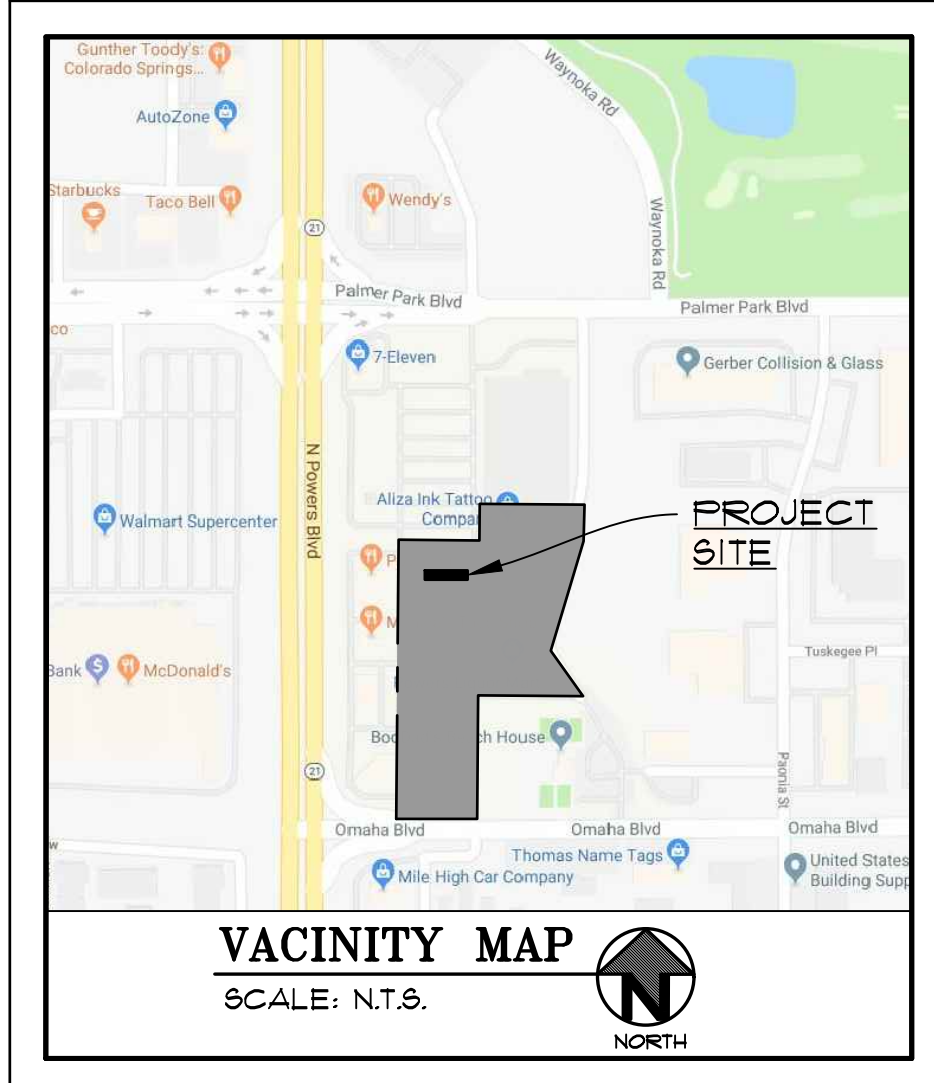 Gunther Toody's:
Colorado Springs...
AutoZone
Starbucks
Taco Bell
Wendy's
Waynoka Rd
Waynoka Rd
21
Palmer Park Blvd
Palmer Park Blvd
co
7-Eleven
Gerber Collision & Glass
N Powers Blvd
Aliza Ink Tattoo
Compa
Walmart Supercenter
PROJECT
SITE
P
M
Bank
McDonald's
Tuskegee Pl
Boo
ch House
21
Paonia St
Omaha Blvd
Omaha Blvd
Omaha Blvd
w
Thomas Name Tags
Mile High Car Company
United States
Building Supp
VACINITY MAP
SCALE: N.T.S.
N
NORTH